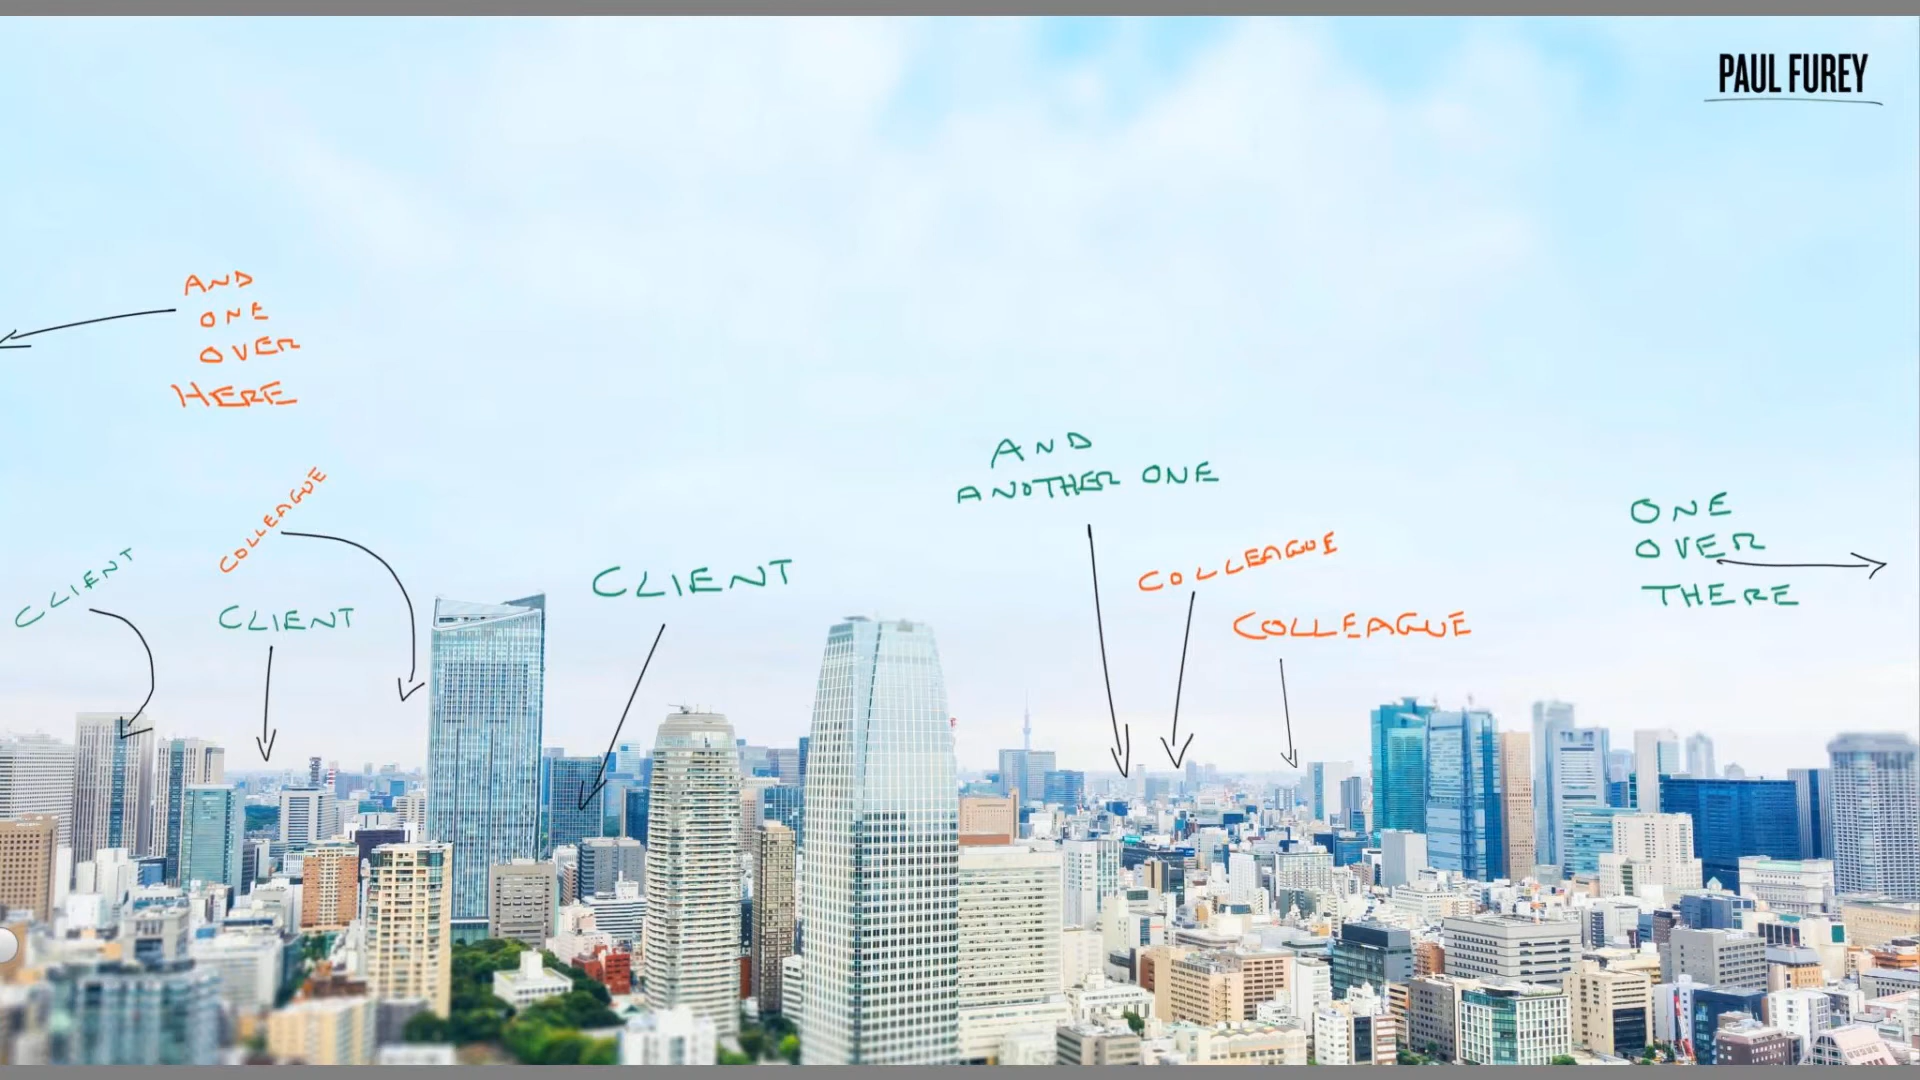 PAUL FUREY
AND
ONE
OVER
HERE
COLLEAGUE
CLIENT
CLIENT
CLIENT
AND
ANOTHER ONE
COLLEAGUE
COLLEAGUE
ONE
OVER
THERE